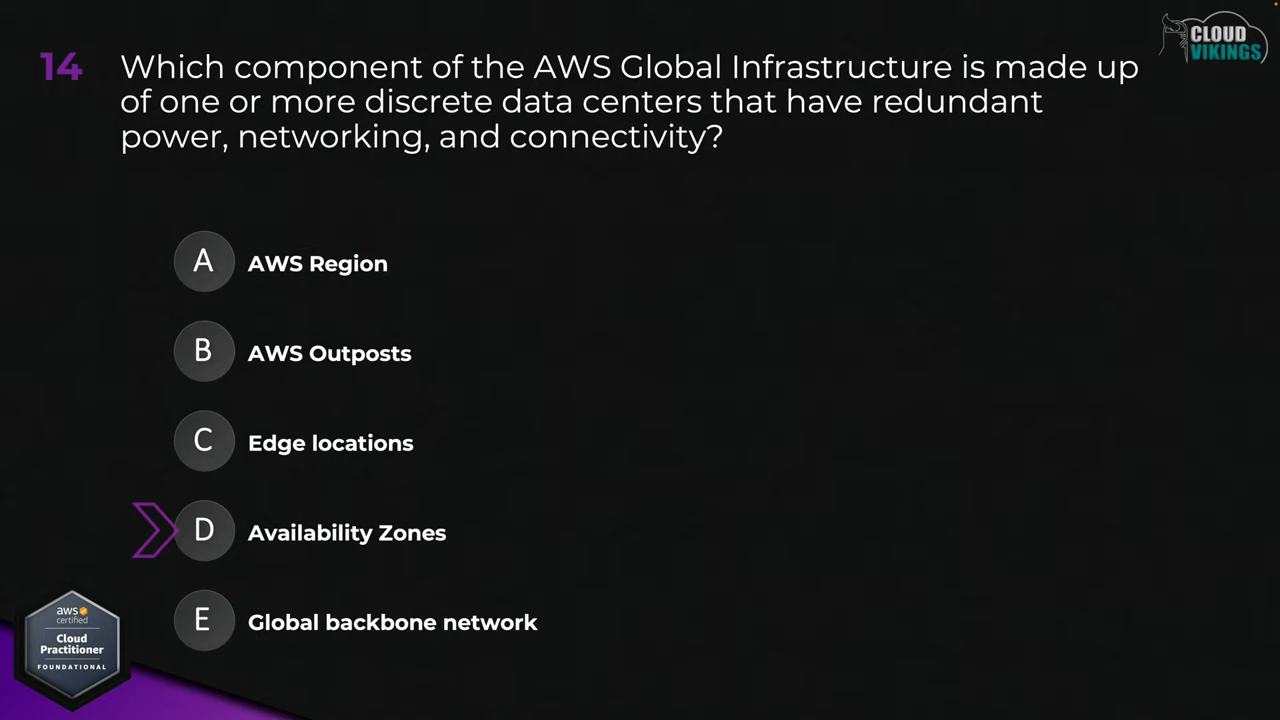 CLOUD
VIKINGS
14
Which component of the AWS Global Infrastructure is made up
of one or more discrete data centers that have redundant
power, networking, and connectivity?
A
AWS Region
B
AWS Outposts
C
Edge locations
D
Availability Zones
E
Global backbone network
aws
certified
Cloud
Practitioner
FOUNDATIONAL